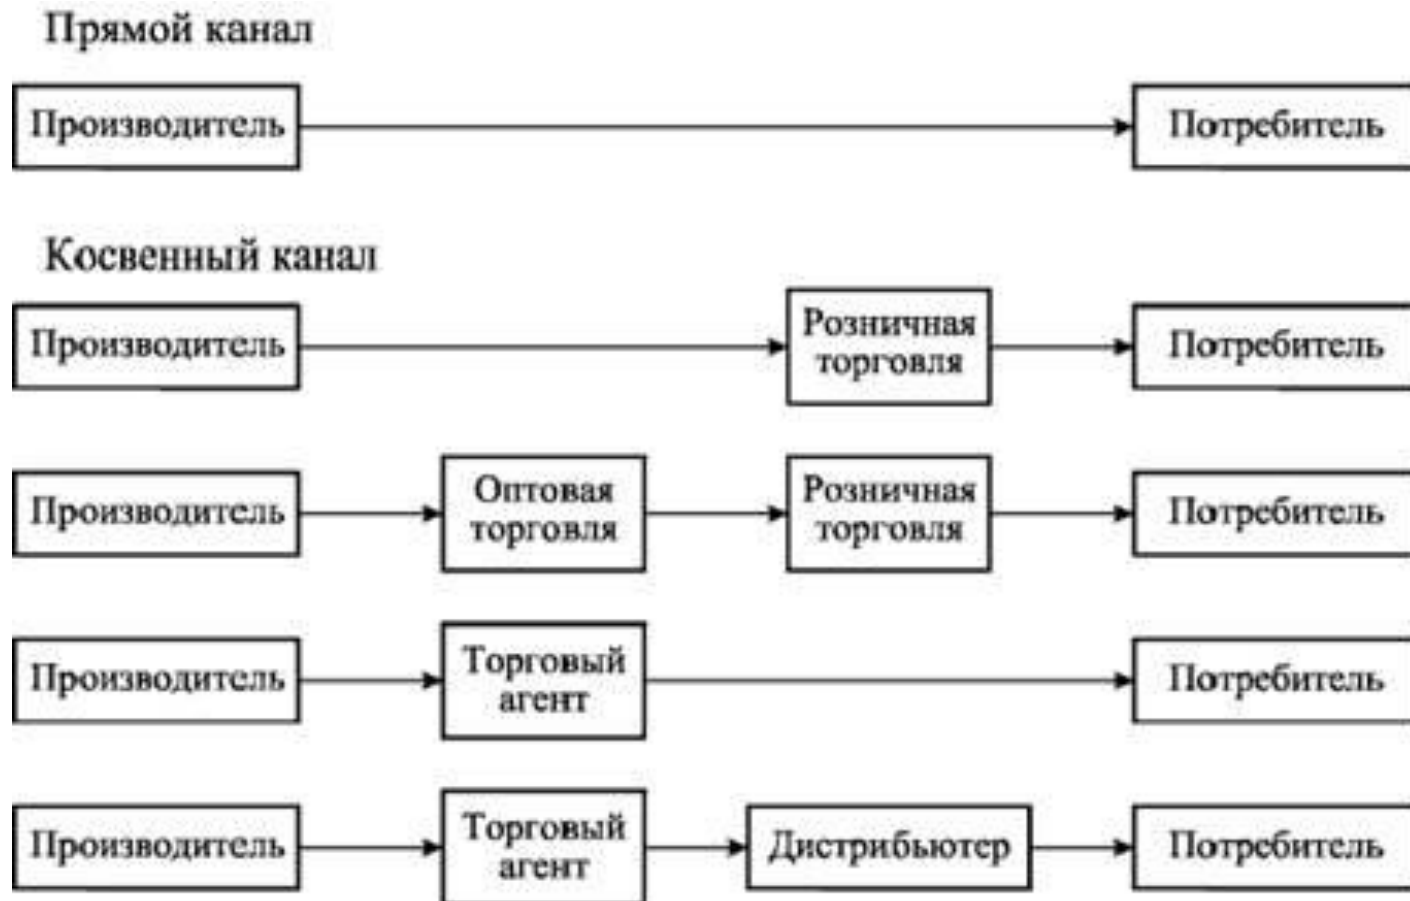 Прямой канал
Производитель
Потребитель
Косвенный канал
Производитель
Розничная
торговля
Потребитель
Производитель
Оптовая
торговля
Розничная
торговля
Потребитель
Производитель
Торговый
агент
Потребитель
Производитель
Торговый
агент
Дистрибьютер
Потребитель